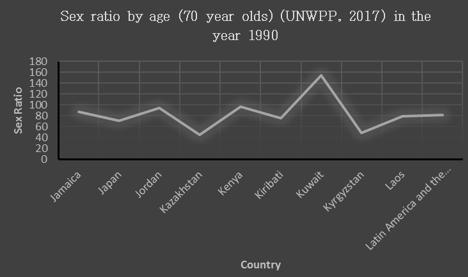 Sex ratio by age (70 year olds) (UNWPP, 2017) in the
year 1990
180
160
140
120
100
80
60
40
20
0
Sex Ratio
Jamaica
Japan
Jordan
Kazakhstan
Kenya
Kiribati
Kuwait
Kyrgyzstan
Laos
Latin America and the...
Country